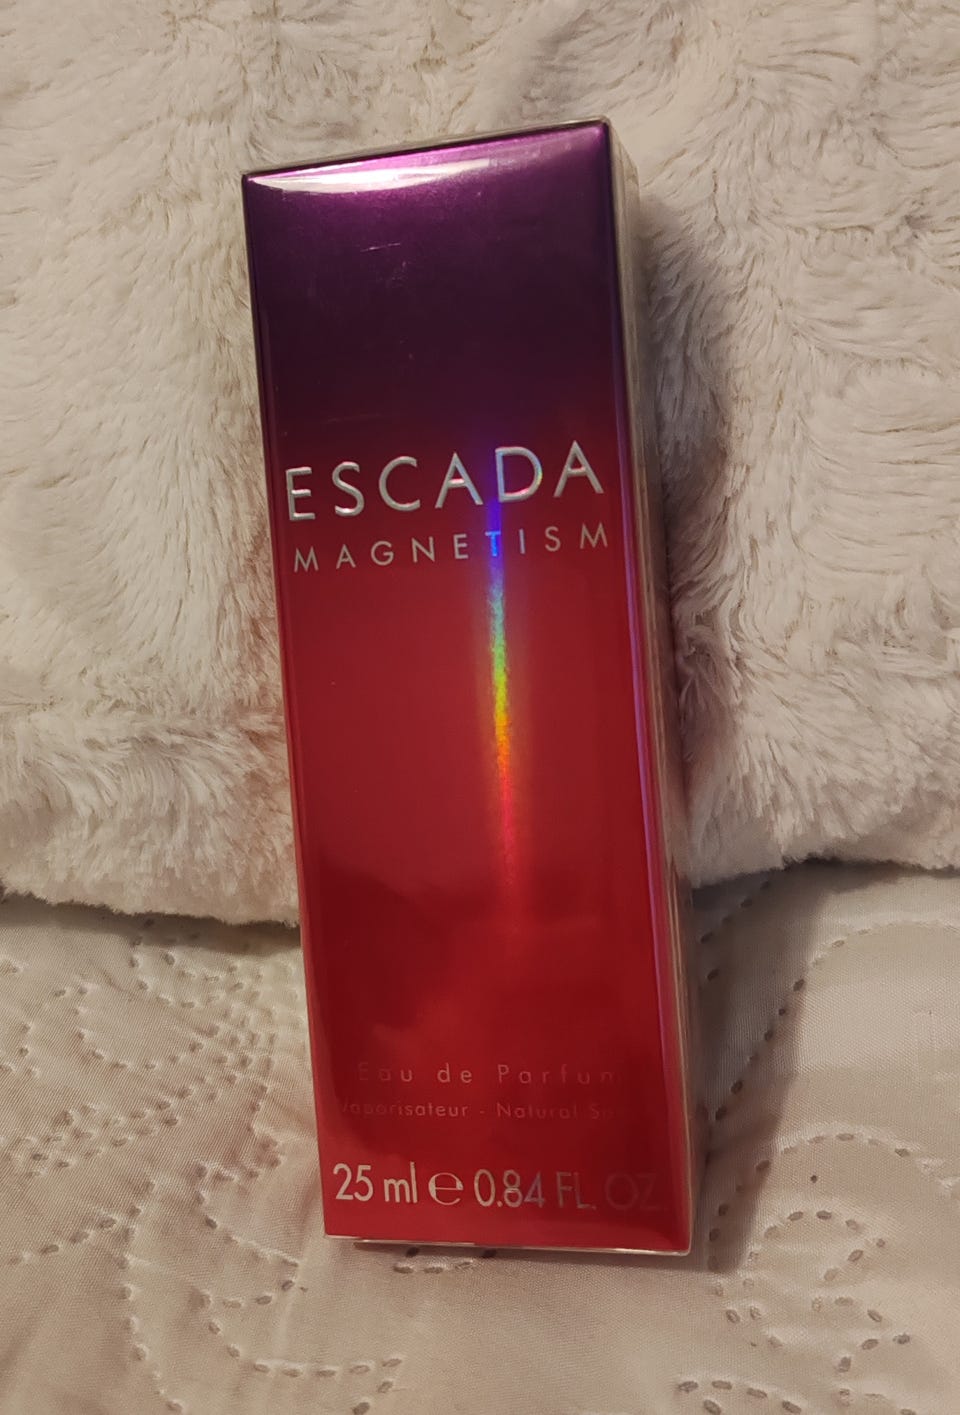 ESCADA
MAGNETISM
Eau de Parfum
Vaporisateur - Natural
25 ml ℮ 0.84 FL. OZ.